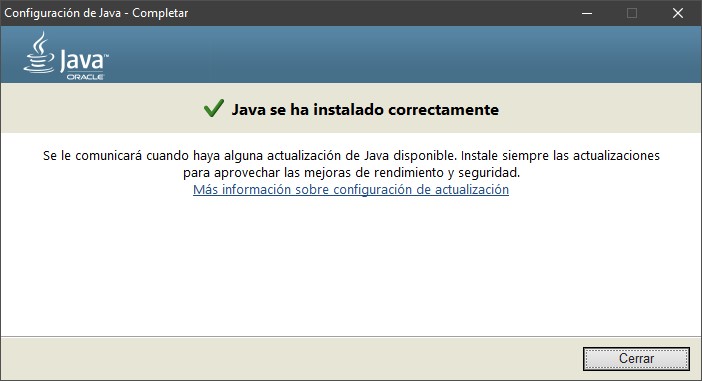 Configuración de Java - Completar
Java™
ORACLE
Java se ha instalado correctamente
Se le comunicará cuando haya alguna actualización de Java disponible. Instale siempre las actualizaciones
para aprovechar las mejoras de rendimiento y seguridad.
Más información sobre configuración de actualización
Cerrar